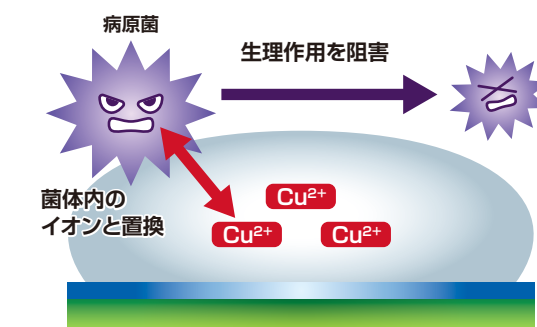 病原菌
生理作用を阻害
菌体内の
イオンと置換
Cu²⁺
Cu²⁺
Cu²⁺